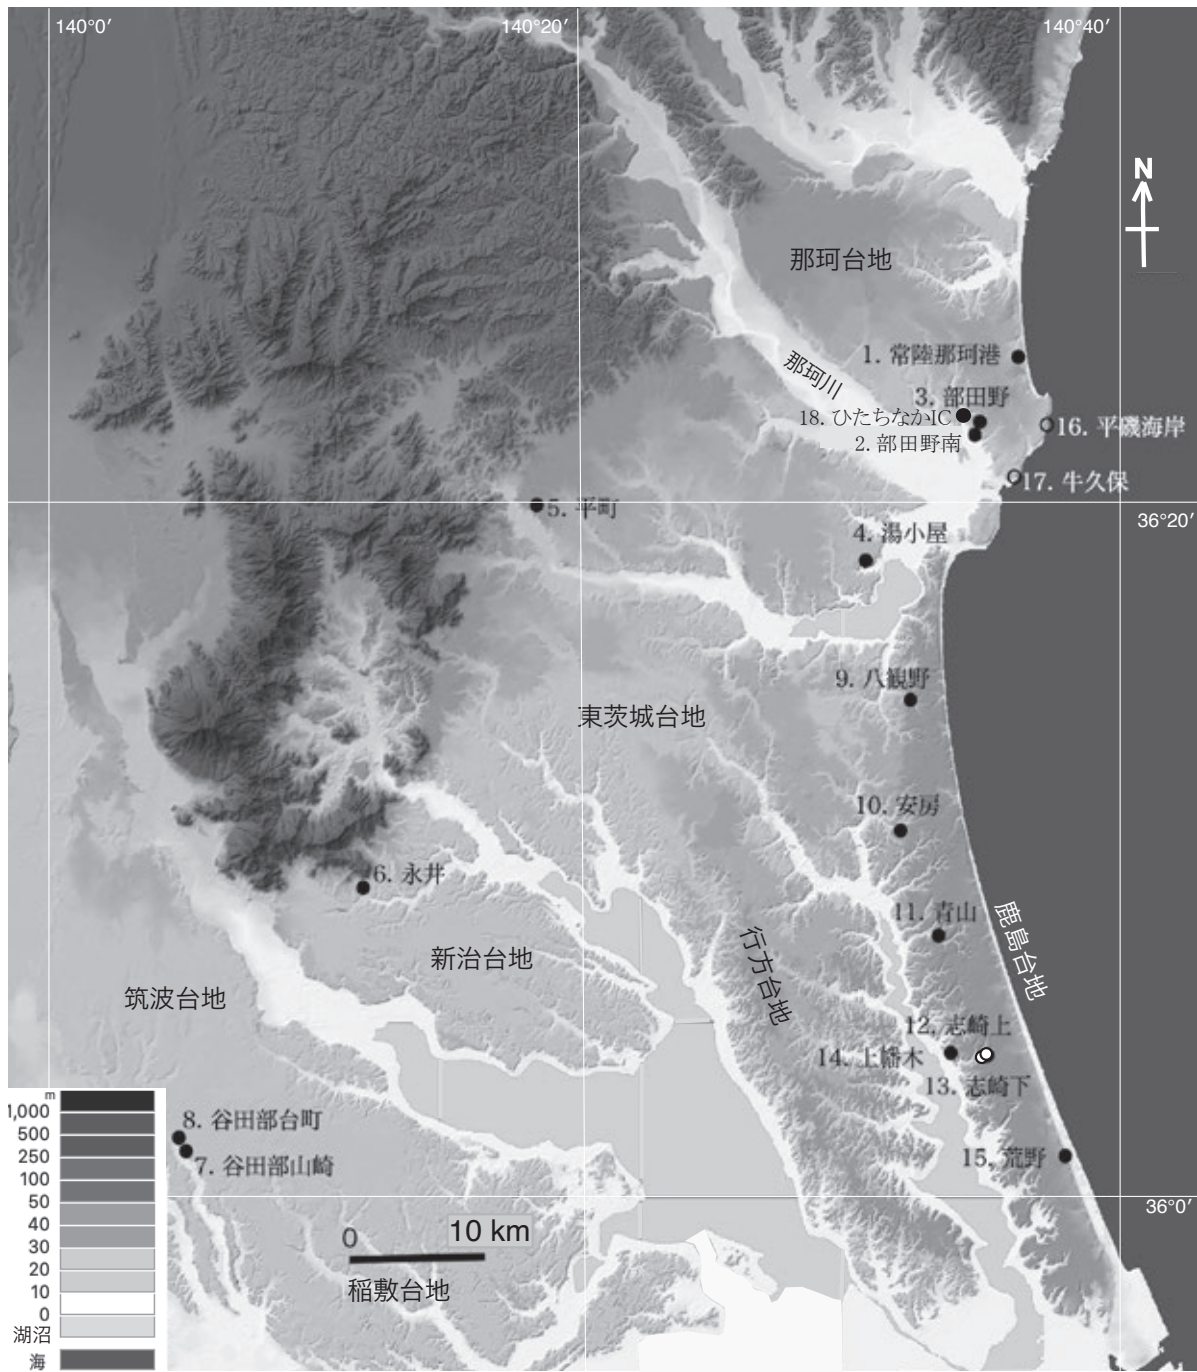 140°0′
140°20′
140°40′
N
那珂台地
1. 常陸那珂港
那珂川
3. 部田野
18. ひたちなかIC
2. 部田野南
16. 平磯海岸
17. 牛久保
36°20′
5. 平町
4. 湯小屋
9. 八観野
東茨城台地
10. 安房
6. 永井
11. 青山
鹿島台地
行方台地
新治台地
筑波台地
12. 志崎上
14. 上幡木
13. 志崎下
15. 荒野
8. 谷田部台町
7. 谷田部山崎
36°0′
0 10 km
稲敷台地
m
1,000
500
250
100
50
40
30
20
10
0
湖沼
海